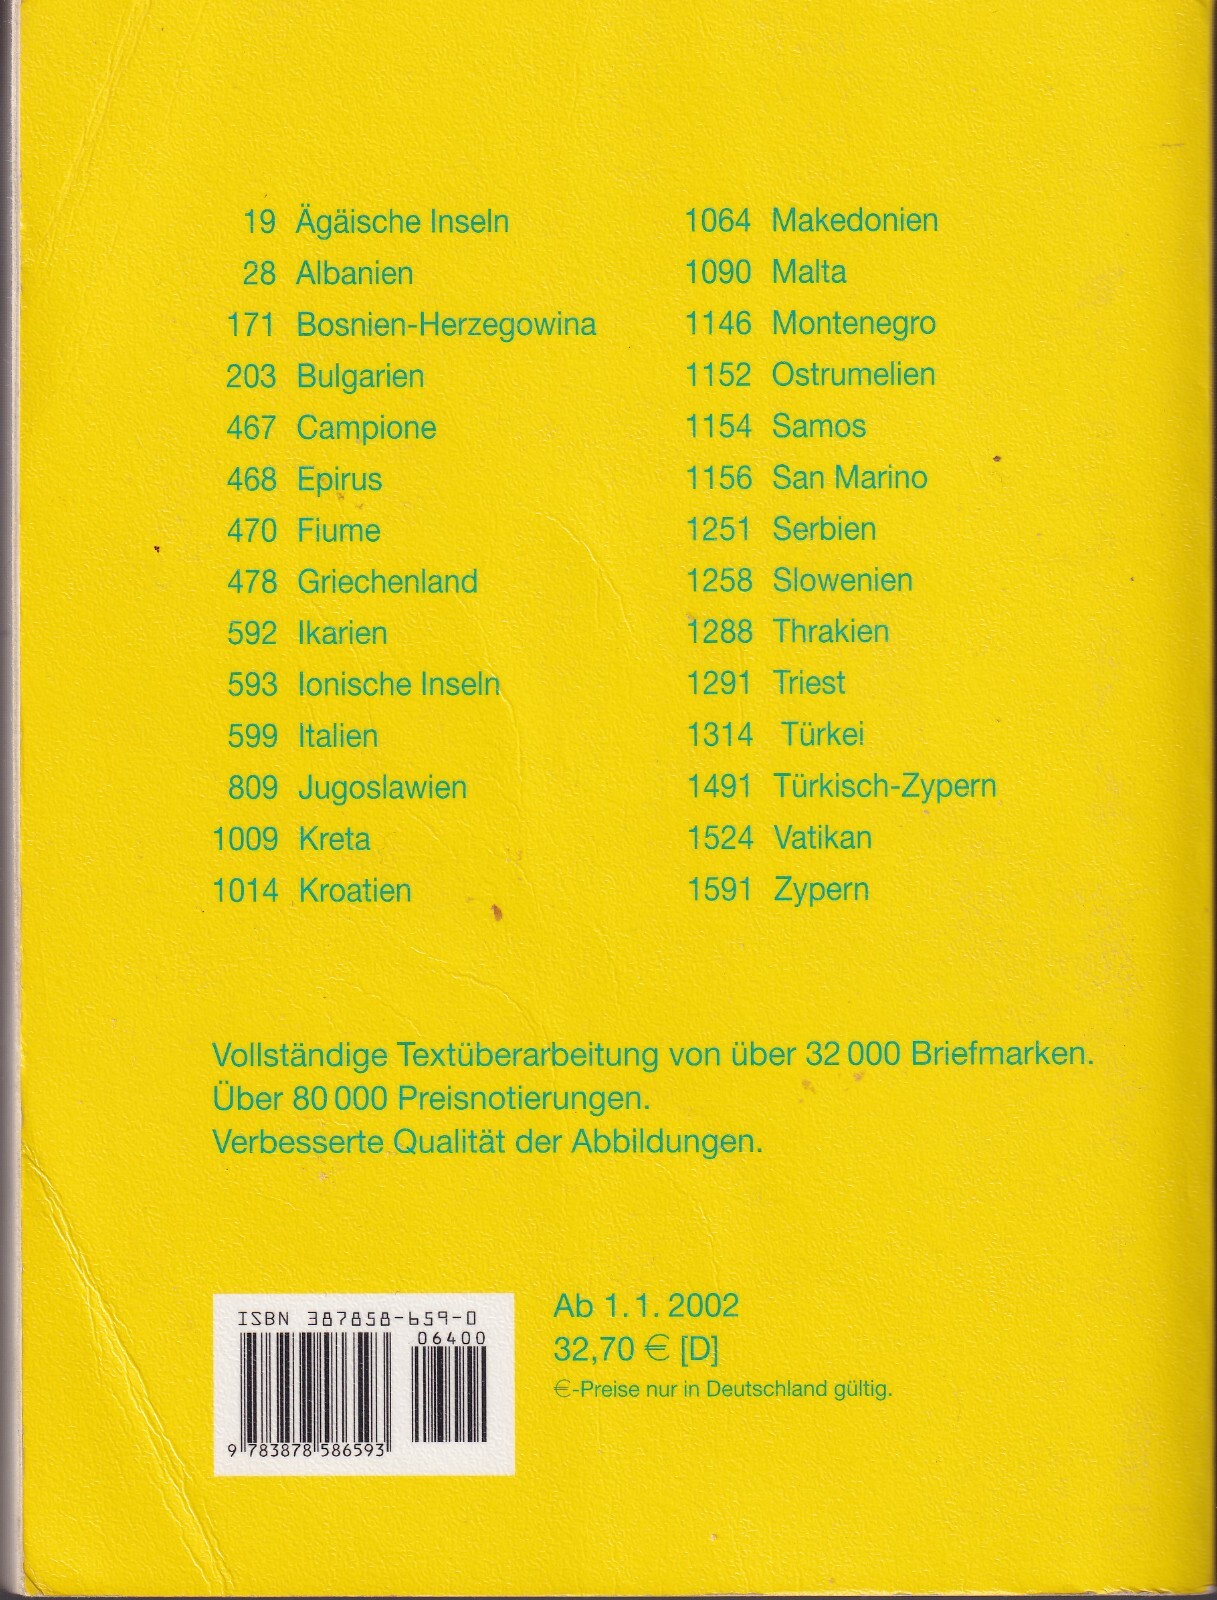 19 Ägäische Inseln
28 Albanien
171 Bosnien-Herzegowina
203 Bulgarien
467 Campione
468 Epirus
470 Fiume
478 Griechenland
592 Ikarien
593 Ionische Inseln
599 Italien
809 Jugoslawien
1009 Kreta
1014 Kroatien
1064 Makedonien
1090 Malta
1146 Montenegro
1152 Ostrumelien
1154 Samos
1156 San Marino
1251 Serbien
1258 Slowenien
1288 Thrakien
1291 Triest
1314 Türkei
1491 Türkisch-Zypern
1524 Vatikan
1591 Zypern
Vollständige Textüberarbeitung von über 32 000 Briefmarken.
Über 80 000 Preisnotierungen.
Verbesserte Qualität der Abbildungen.
ISBN 387858-659-0
06400
9 783878 586593
Ab 1. 1. 2002
32,70 € [D]
€-Preise nur in Deutschland gültig.